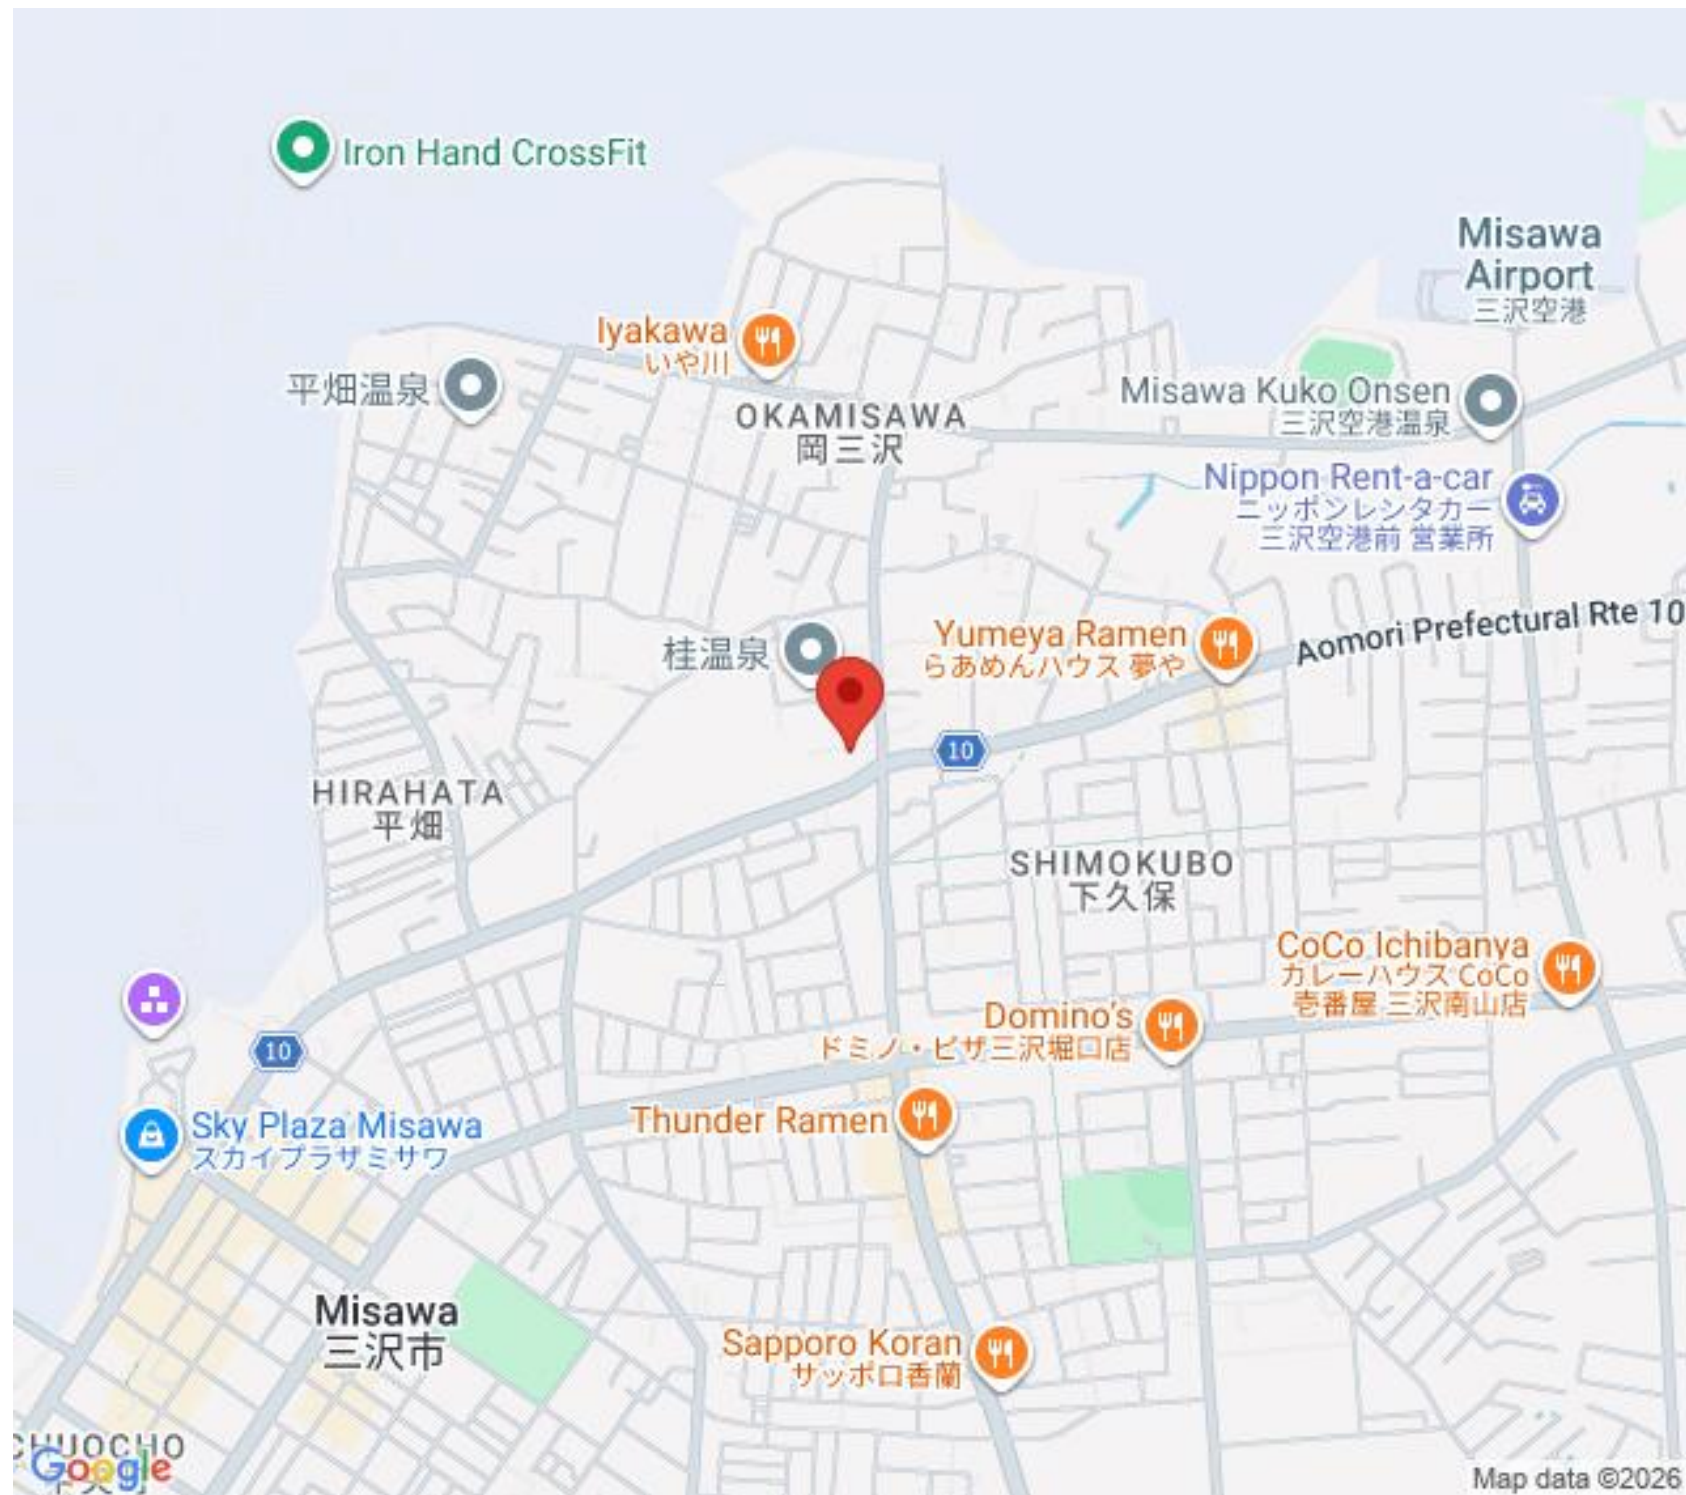 Iron Hand CrossFit
Misawa
Airport
三沢空港
Iyakawa
いや川
平畑温泉
Misawa Kuko Onsen
三沢空港温泉
OKAMISAWA
岡三沢
Nippon Rent-a-car
ニッポンレンタカー
三沢空港前 営業所
Aomori Prefectural Rte 10
Yumeya Ramen
らあめんハウス 夢や
桂温泉
10
HIRAHATA
平畑
SHIMOKUBO
下久保
CoCo Ichibanya
カレーハウス CoCo
壱番屋 三沢南山店
Domino's
ドミノ・ピザ三沢堀口店
10
Thunder Ramen
Sky Plaza Misawa
スカイプラザミサワ
Misawa
三沢市
Sapporo Koran
サッポロ香蘭
CHUOCHO
Google
Map data ©2026